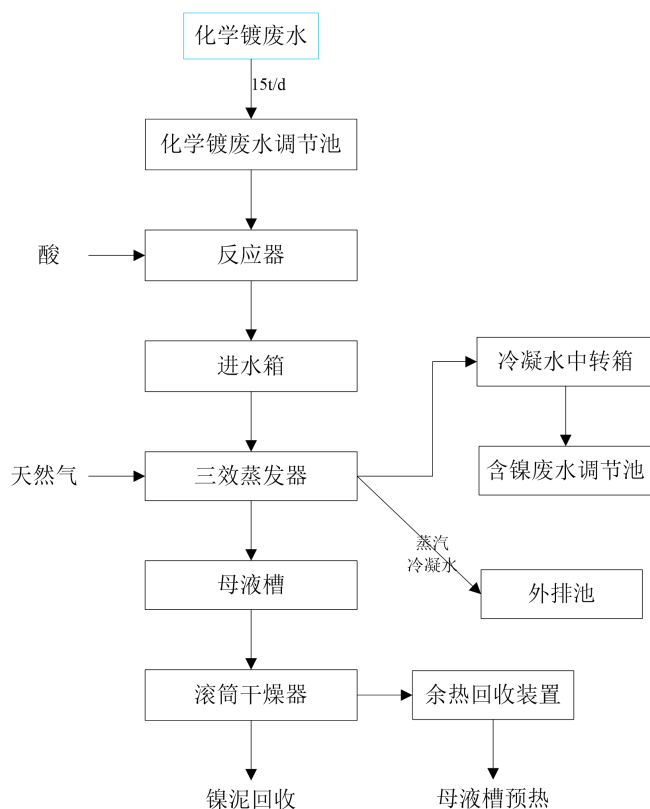 化学镀废水
15t/d
化学镀废水调节池
酸
反应器
进水箱
冷凝水中转箱
天然气
三效蒸发器
含镍废水调节池
蒸汽
冷凝水
母液槽
外排池
滚筒干燥器
余热回收装置
镍泥回收
母液槽预热